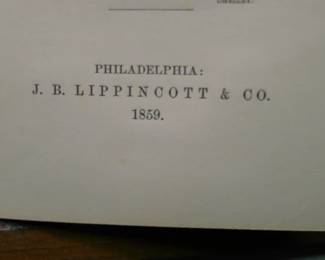 PHILADELPHIA:
J. B. LIPPINCOTT & CO.
1859.